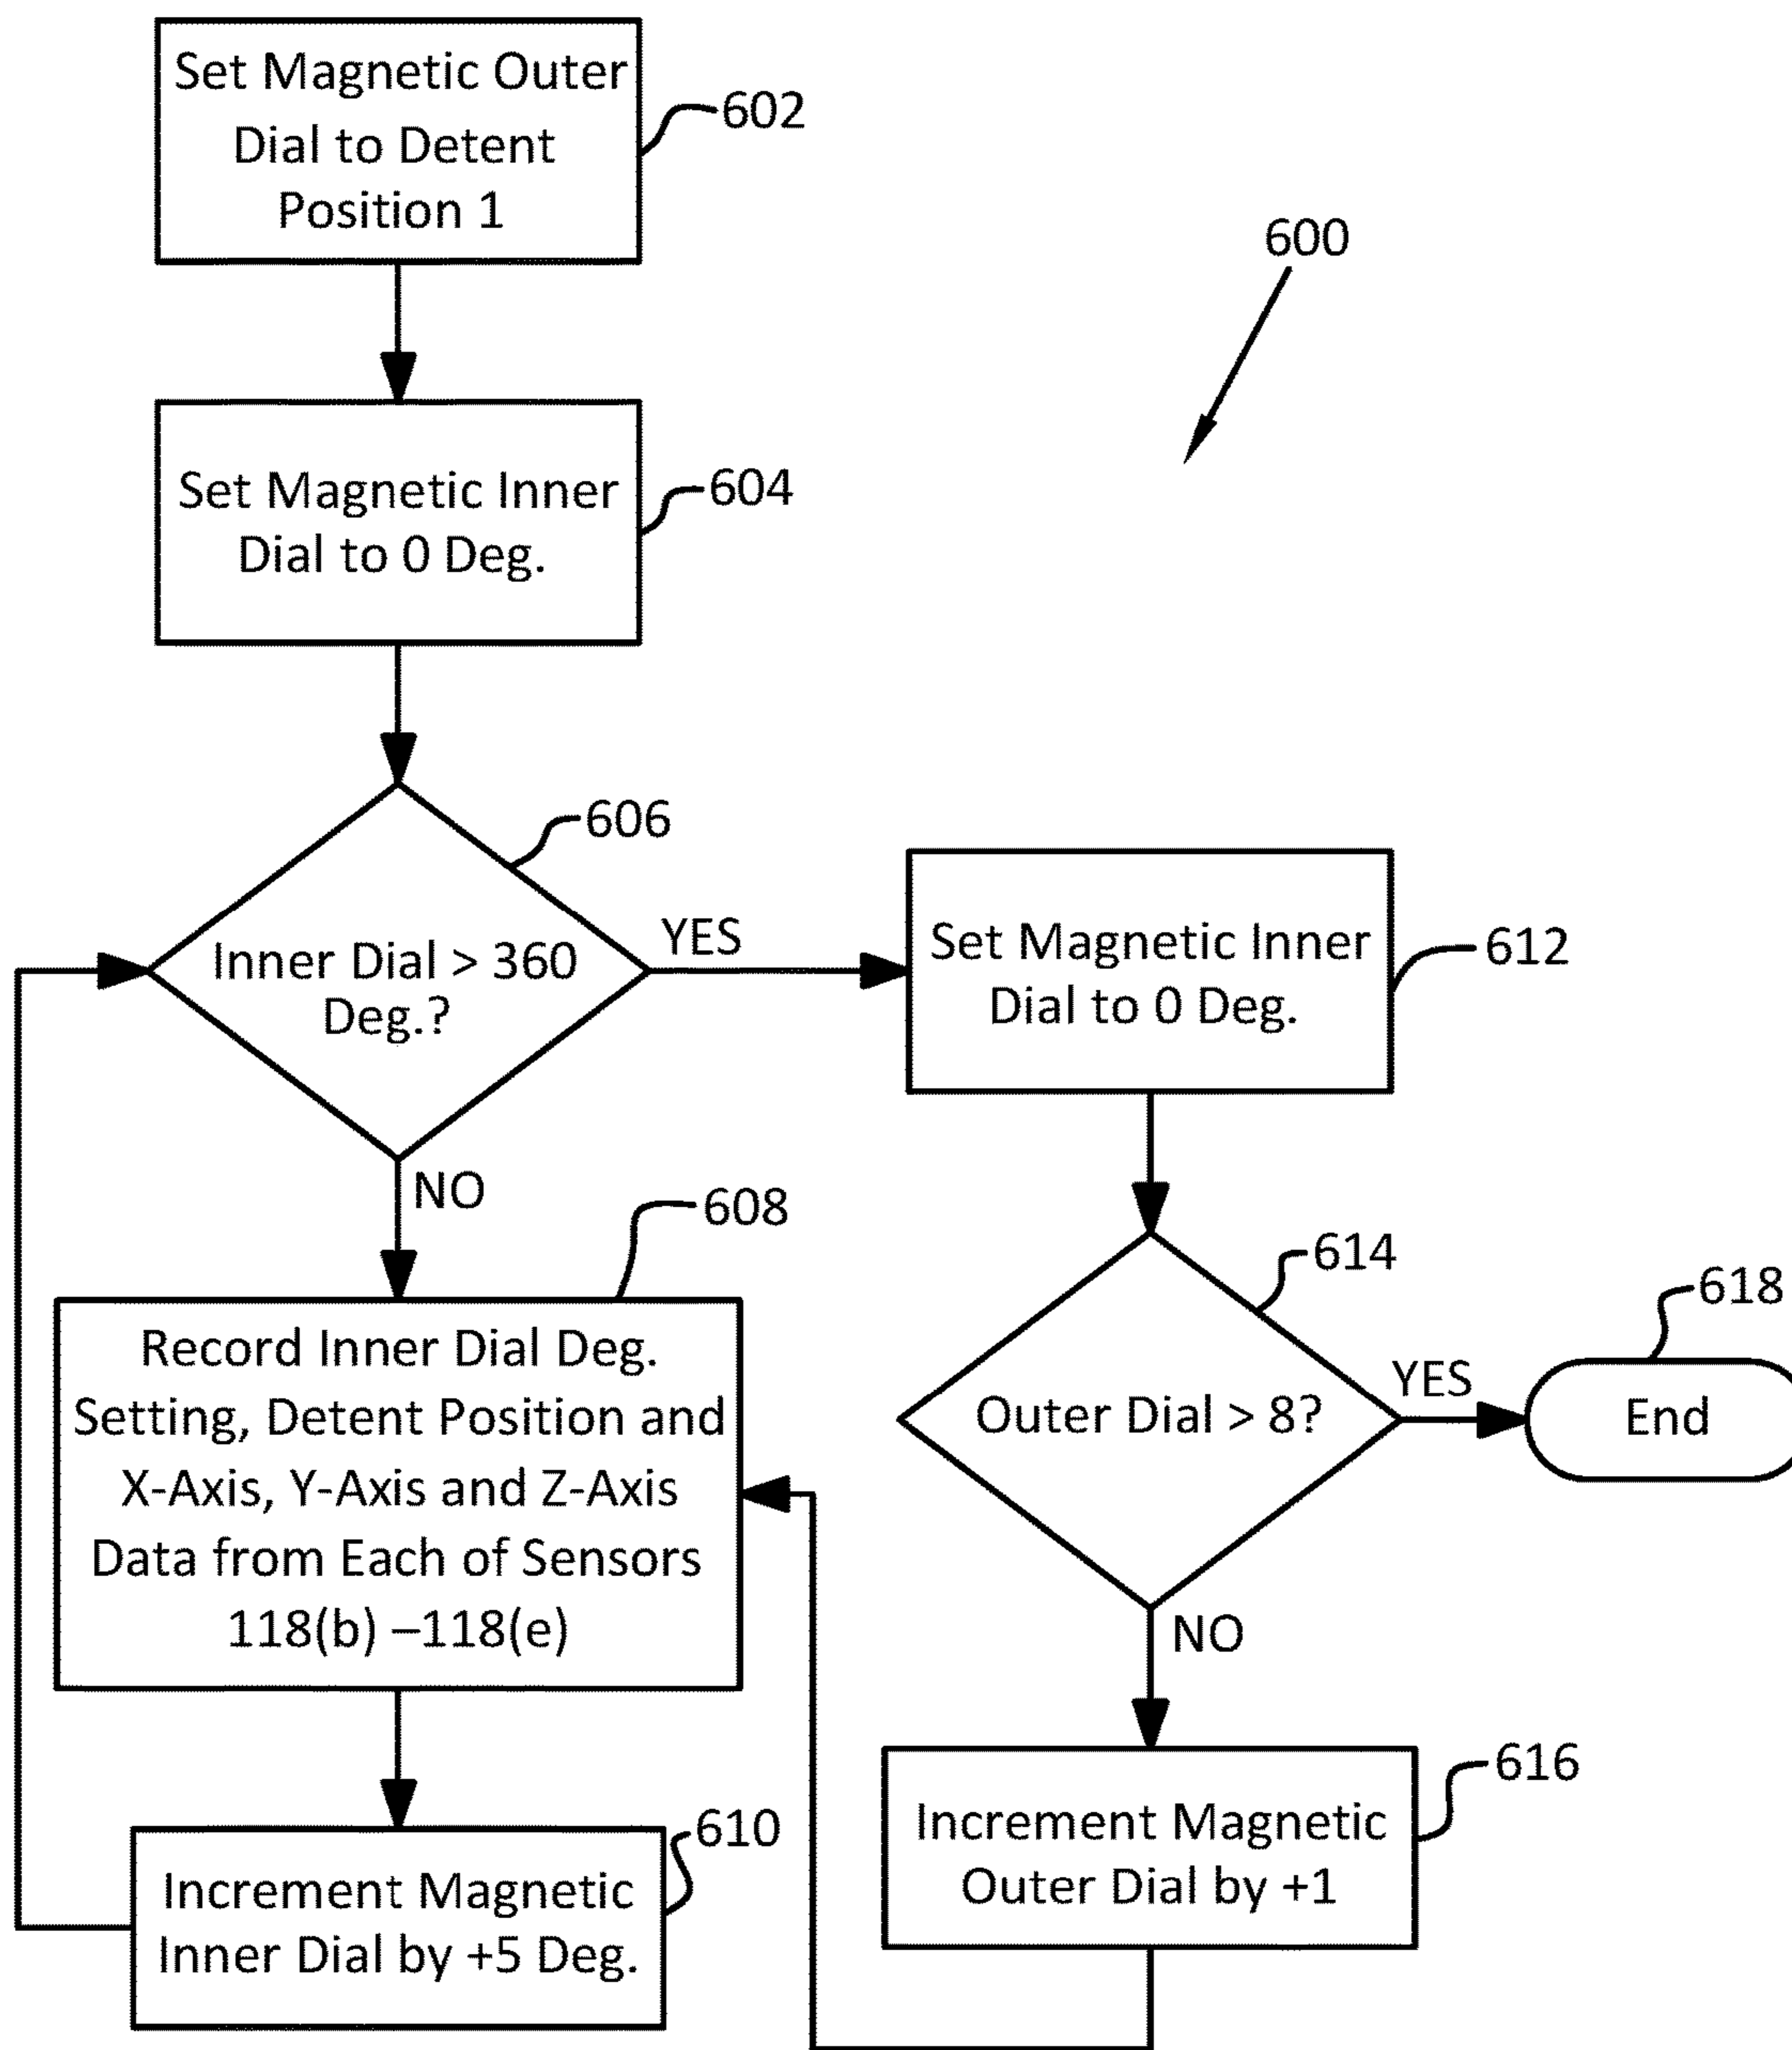 Set Magnetic Outer
Dial to Detent
Position 1
602
600
Set Magnetic Inner
Dial to 0 Deg.
604
606
Inner Dial > 360
Deg.?
YES
Set Magnetic Inner
Dial to 0 Deg.
612
NO
608
Record Inner Dial Deg.
Setting, Detent Position and
X-Axis, Y-Axis and Z-Axis
Data from Each of Sensors
118(b) –118(e)
614
Outer Dial > 8?
YES
618
End
NO
610
Increment Magnetic
Inner Dial by +5 Deg.
616
Increment Magnetic
Outer Dial by +1